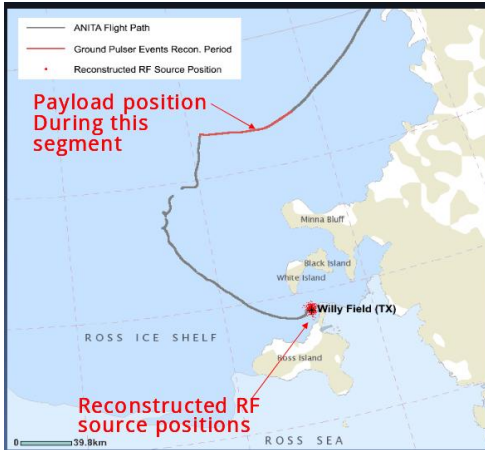 ANITA Flight Path
Ground Pulser Events Recon. Period
Reconstructed RF Source Position
Payload position
During this
segment
Minna Bluff
Black Island
White Island
Willy Field (TX)
ROSS ICE SHELF
Ross Island
Reconstructed RF
source positions
ROSS SEA
0 39.8km